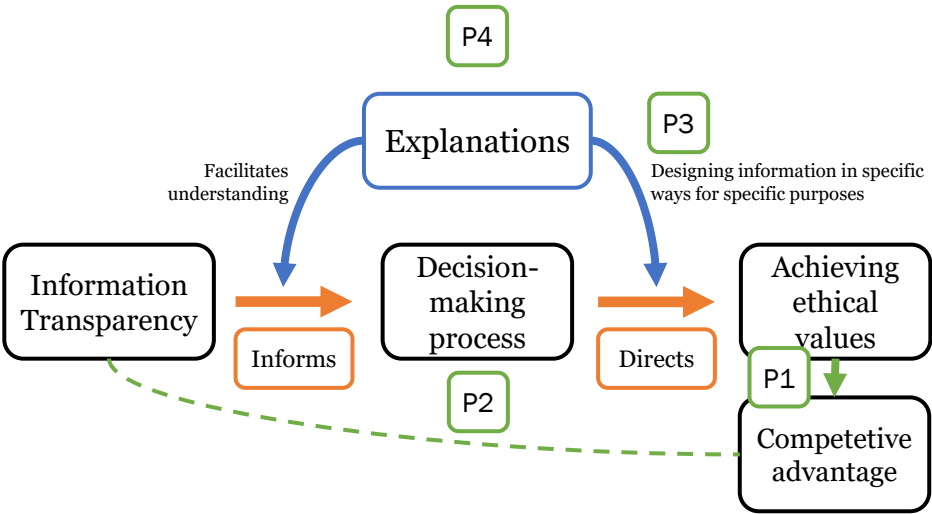 P4
Explanations
P3
Facilitates
understanding
Designing information in specific
ways for specific purposes
Information
Transparency
Informs
Decision-
making
process
Directs
Achieving
ethical
values
P2
P1
Competetive
advantage